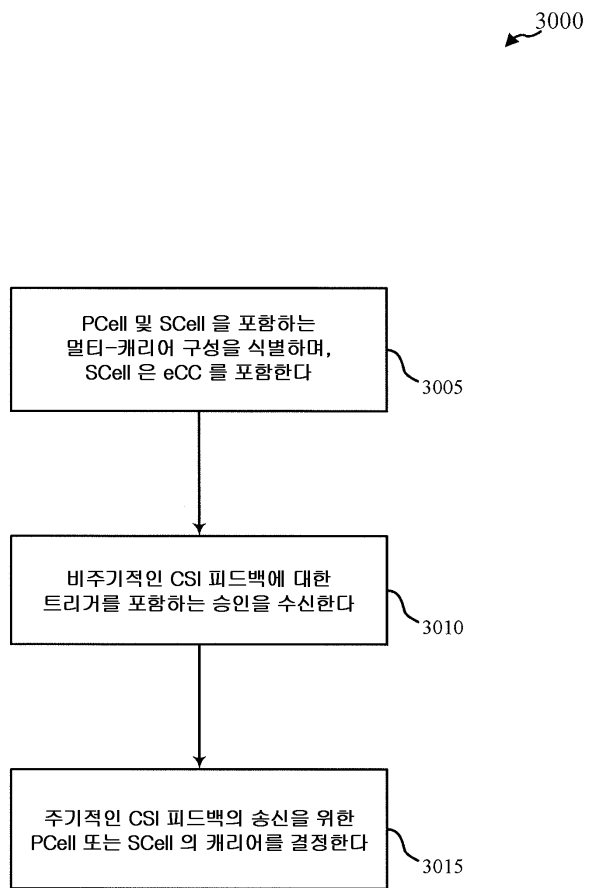 3000
PCell 및 SCell 을 포함하는
멀티-캐리어 구성을 식별하며,
SCell 은 eCC 를 포함한다
3005
비주기적인 CSI 피드백에 대한
트리거를 포함하는 승인을 수신한다
3010
주기적인 CSI 피드백의 송신을 위한
PCell 또는 SCell 의 캐리어를 결정한다
3015